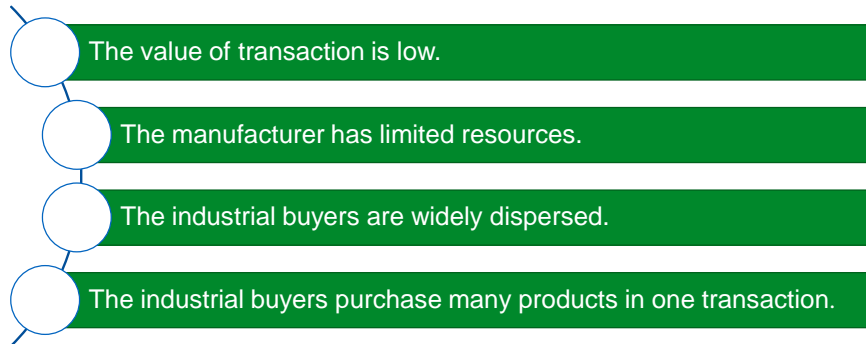 The value of transaction is low.
The manufacturer has limited resources.
The industrial buyers are widely dispersed.
The industrial buyers purchase many products in one transaction.